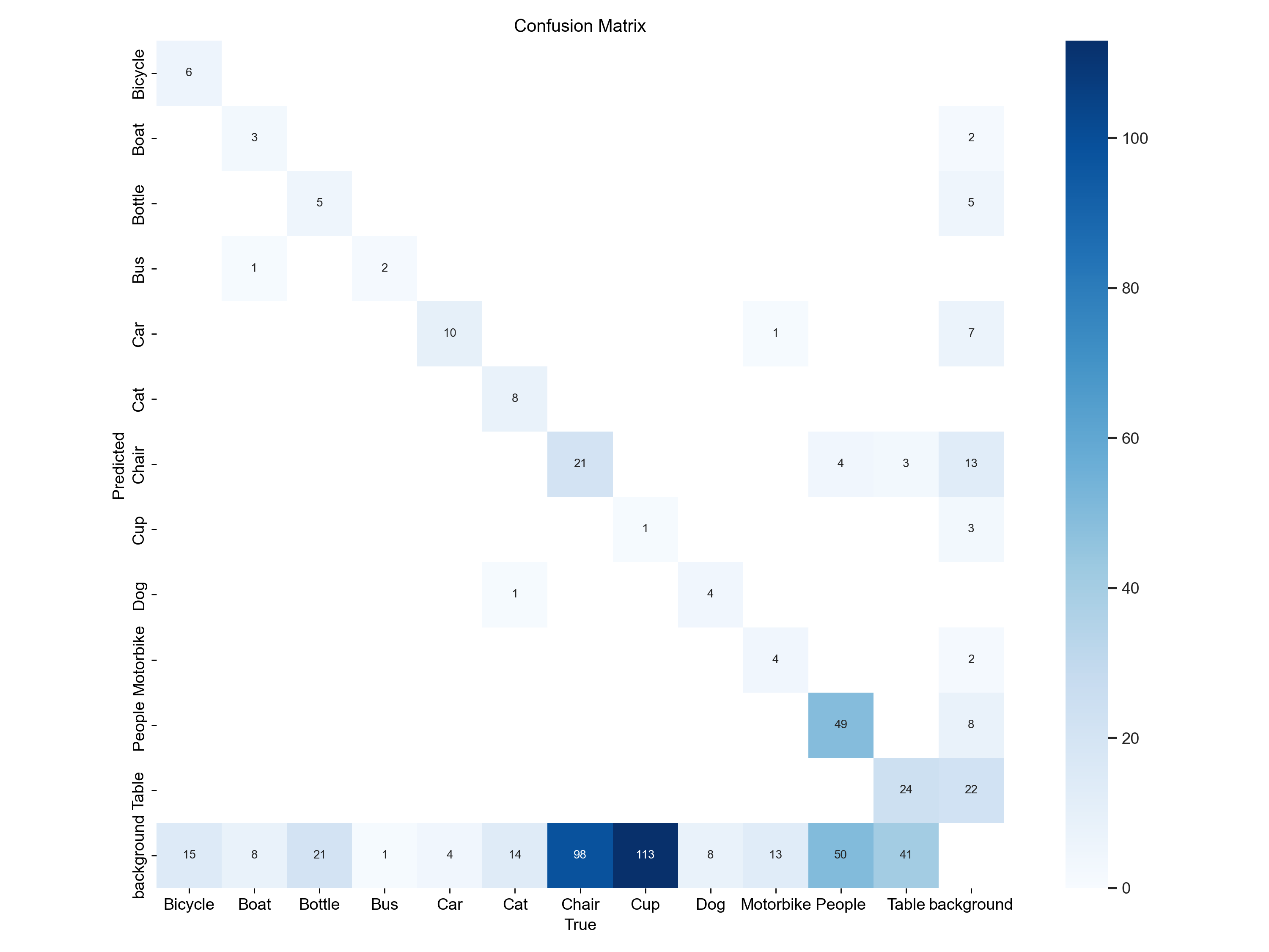 Confusion Matrix
Predicted
Bicycle 6
Boat 3 2
Bottle 5 5
Bus 1 2
Car 10 1 7
Cat 8
Chair 21 4 3 13
Cup 1 3
Dog 1 4
Motorbike 4 2
People 49 8
Table 24 22
background 15 8 21 1 4 14 98 113 8 13 50 41
Bicycle Boat Bottle Bus Car Cat Chair Cup Dog Motorbike People Table background
True
100
80
60
40
20
0